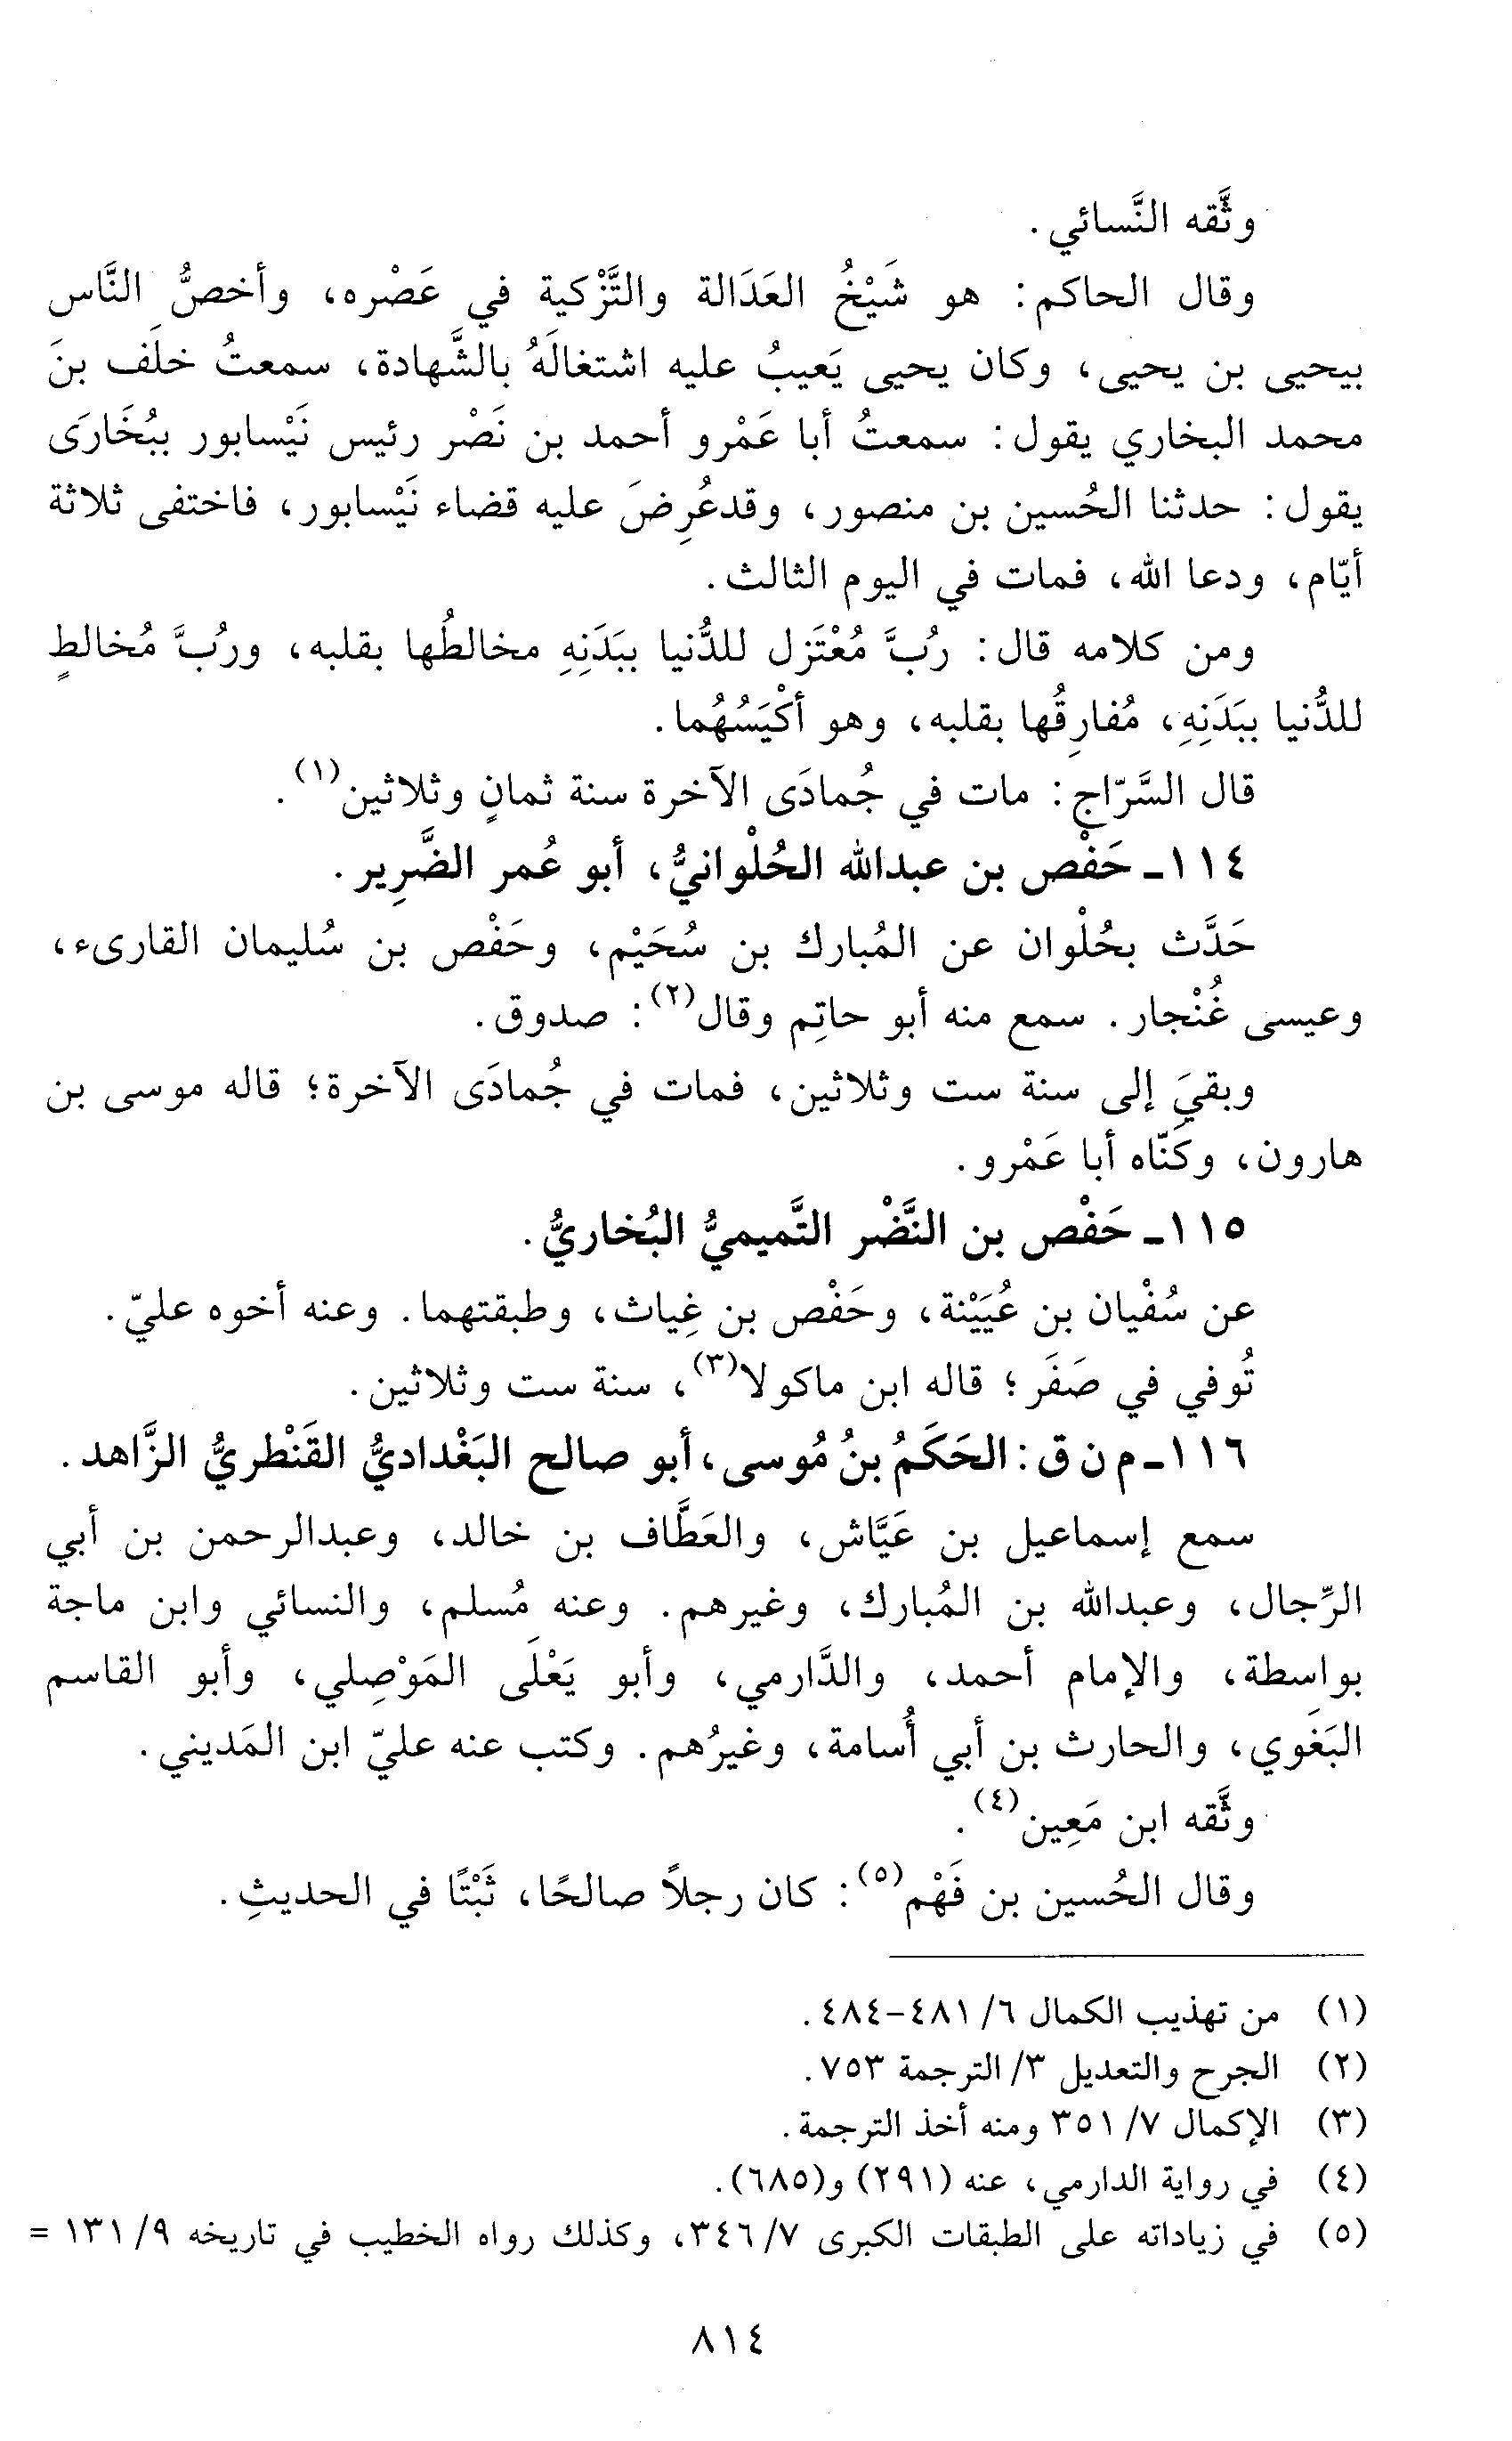 وثَّقه النَّسائي.
وقال الحاكم: هو شَيْخُ العَدَالة والتَّزْكية في عَصْره، وأخصُّ النَّاس
بيحيى بن يحيى، وكان يحيى يَعيبُ عليه اشتغالَهُ بالشَّهادة، سمعتُ خلَف بنَ
محمد البخاري يقول: سمعتُ أبا عَمْرو أحمد بن نَصْر رئيس نَيْسابور ببُخَارَى
يقول: حدثنا الحُسين بن منصور، وقدعُرِضَ عليه قضاء نَيْسابور، فاختفى ثلاثة
أيّام، ودعا الله، فمات في اليوم الثالث.
ومن كلامه قال: رُبَّ مُعْتَزل للدُّنيا ببَدَنِهِ مخالطُها بقلبه، ورُبَّ مُخالطٍ
للدُّنيا ببَدَنِهِ، مُفارِقُها بقلبه، وهو أكْيَسُهُما.
قال السَّرّاج: مات في جُمادَى الآخرة سنة ثمانٍ وثلاثين(١).
١١٤- حَفْص بن عبدالله الحُلْوانيُّ، أبو عُمر الضَّرِير.
حَدَّث بحُلْوان عن المُبارك بن سُحَيْم، وحَفْص بن سُليمان القارىء،
وعيسى غُنْجار. سمع منه أبو حاتِم وقال(٢): صدوق.
وبقيَ إلى سنة ست وثلاثين، فمات في جُمادَى الآخرة؛ قاله موسى بن
هارون، وكَنّاه أبا عَمْرو.
١١٥- حَفْص بن النَّضْر التَّميميُّ البُخاريُّ.
عن سُفْيان بن عُيَيْنة، وحَفْص بن غِياث، وطبقتهما. وعنه أخوه عليّ.
تُوفي في صَفَر؛ قاله ابن ماكولا(٣)، سنة ست وثلاثين.
١١٦- م ن ق: الحَكَمُ بنُ مُوسى، أبو صالح البَغْداديُّ القَنْطريُّ الزَّاهد.
سمع إسماعيل بن عَيَّاش، والعَطَّاف بن خالد، وعبدالرحمن بن أبي
الرِّجال، وعبدالله بن المُبارك، وغيرهم. وعنه مُسلم، والنسائي وابن ماجة
بواسطة، والإمام أحمد، والدَّارمي، وأبو يَعْلَى المَوْصِلي، وأبو القاسم
البَغَوي، والحارث بن أبي أُسامة، وغيرُهم. وكتب عنه عليّ ابن المَديني.
وثَّقه ابن مَعِين(٤).
وقال الحُسين بن فَهْم(٥): كان رجلاً صالحًا، ثَبْتًا في الحديثِ.
(١) من تهذيب الكمال ٦/ ٤٨١-٤٨٤.
(٢) الجرح والتعديل ٣/ الترجمة ٧٥٣.
(٣) الإكمال ٧/ ٣٥١ ومنه أخذ الترجمة.
(٤) في رواية الدارمي، عنه (٢٩١) و(٦٨٥).
(٥) في زياداته على الطبقات الكبرى ٧/ ٣٤٦، وكذلك رواه الخطيب في تاريخه ٩/ ١٣١ =
٨١٤